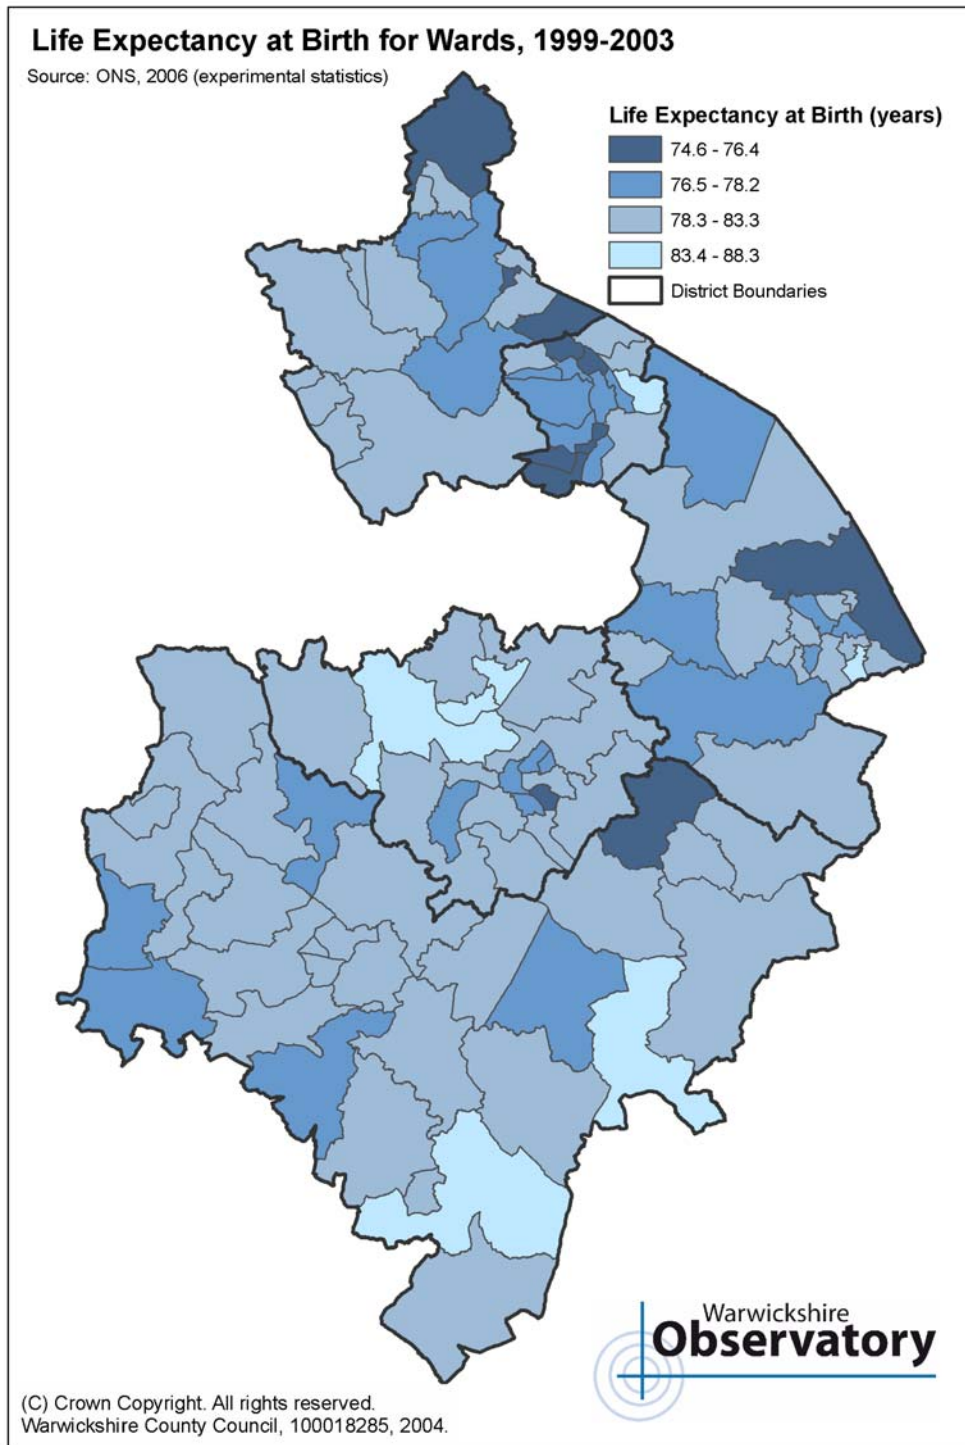 Life Expectancy at Birth for Wards, 1999-2003
Source: ONS, 2006 (experimental statistics)
Life Expectancy at Birth (years)
74.6 - 76.4
76.5 - 78.2
78.3 - 83.3
83.4 - 88.3
District Boundaries
Warwickshire
Observatory
(C) Crown Copyright. All rights reserved.
Warwickshire County Council, 100018285, 2004.